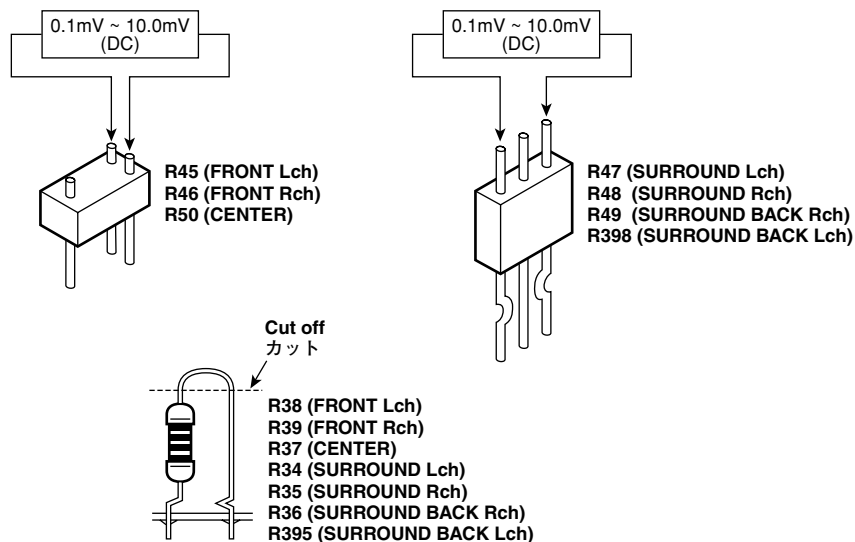 0.1mV ~ 10.0mV
(DC)
R45 (FRONT Lch)
R46 (FRONT Rch)
R50 (CENTER)
0.1mV ~ 10.0mV
(DC)
R47 (SURROUND Lch)
R48 (SURROUND Rch)
R49 (SURROUND BACK Rch)
R398 (SURROUND BACK Lch)
Cut off
カット
R38 (FRONT Lch)
R39 (FRONT Rch)
R37 (CENTER)
R34 (SURROUND Lch)
R35 (SURROUND Rch)
R36 (SURROUND BACK Rch)
R395 (SURROUND BACK Lch)